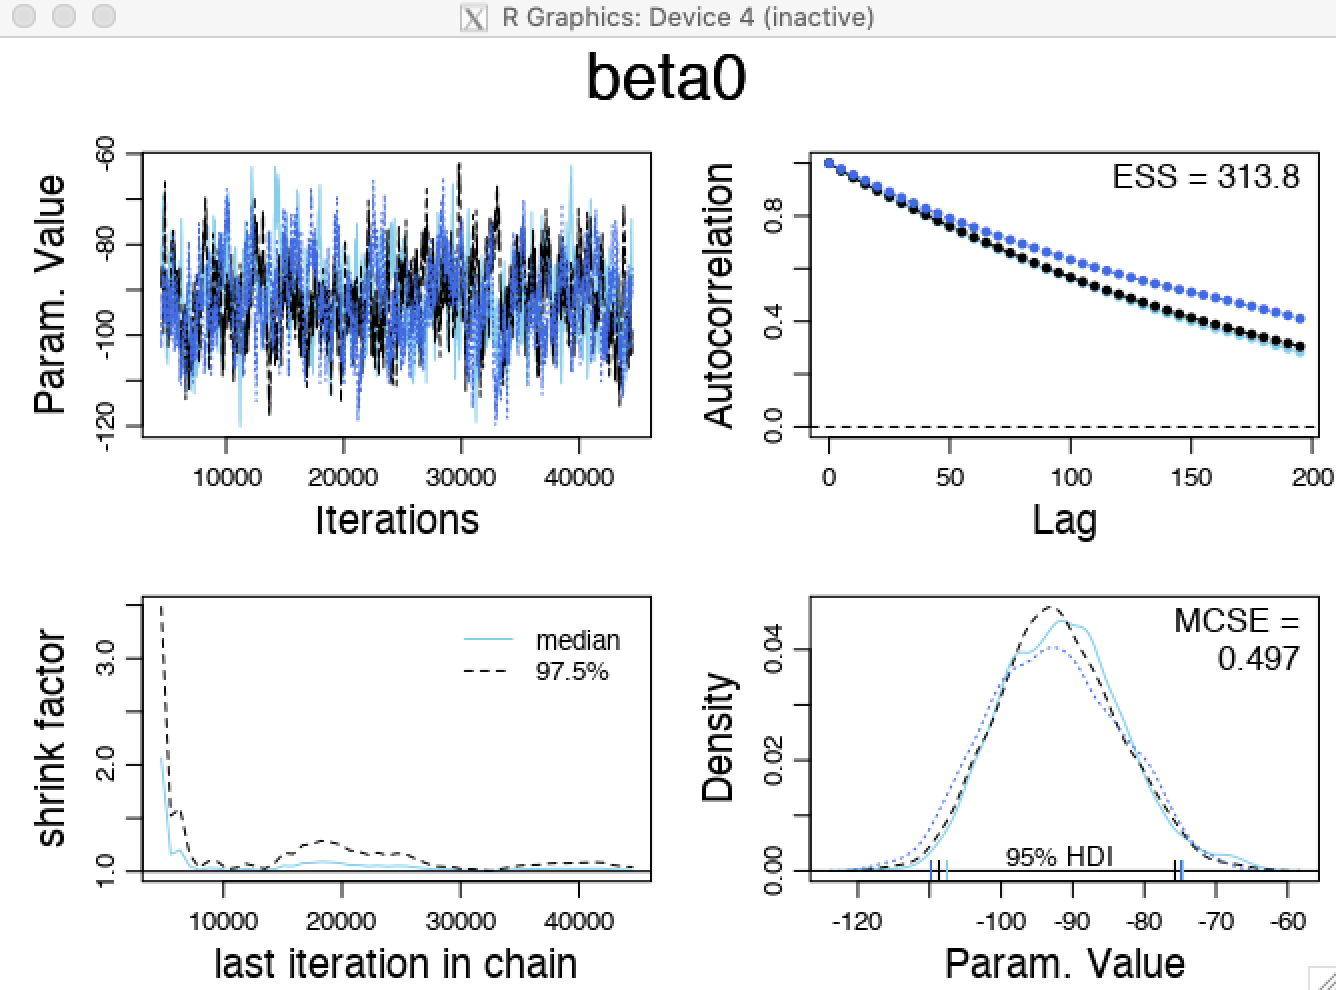 R Graphics: Device 4 (inactive)
beta0
Param. Value
-60
-80
-100
-120
10000 20000 30000 40000
Iterations
Autocorrelation
0.8
0.4
0.0
ESS = 313.8
0 50 100 150 200
Lag
shrink factor
3.0
2.0
1.0
median
97.5%
10000 20000 30000 40000
last iteration in chain
Density
0.04
0.02
0.00
MCSE =
0.497
95% HDI
-120 -100 -90 -80 -70 -60
Param. Value